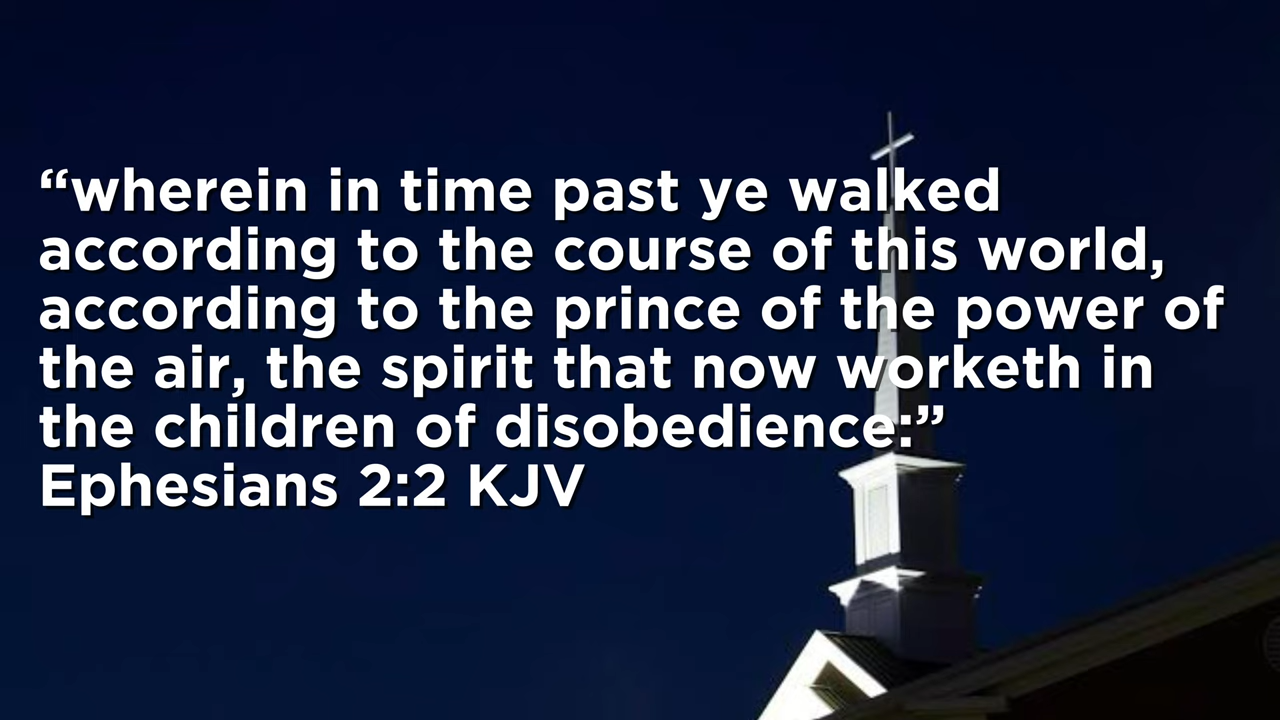 “wherein in time past ye walked
according to the course of this world,
according to the prince of the power of
the air, the spirit that now worketh in
the children of disobedience:”
Ephesians 2:2 KJV